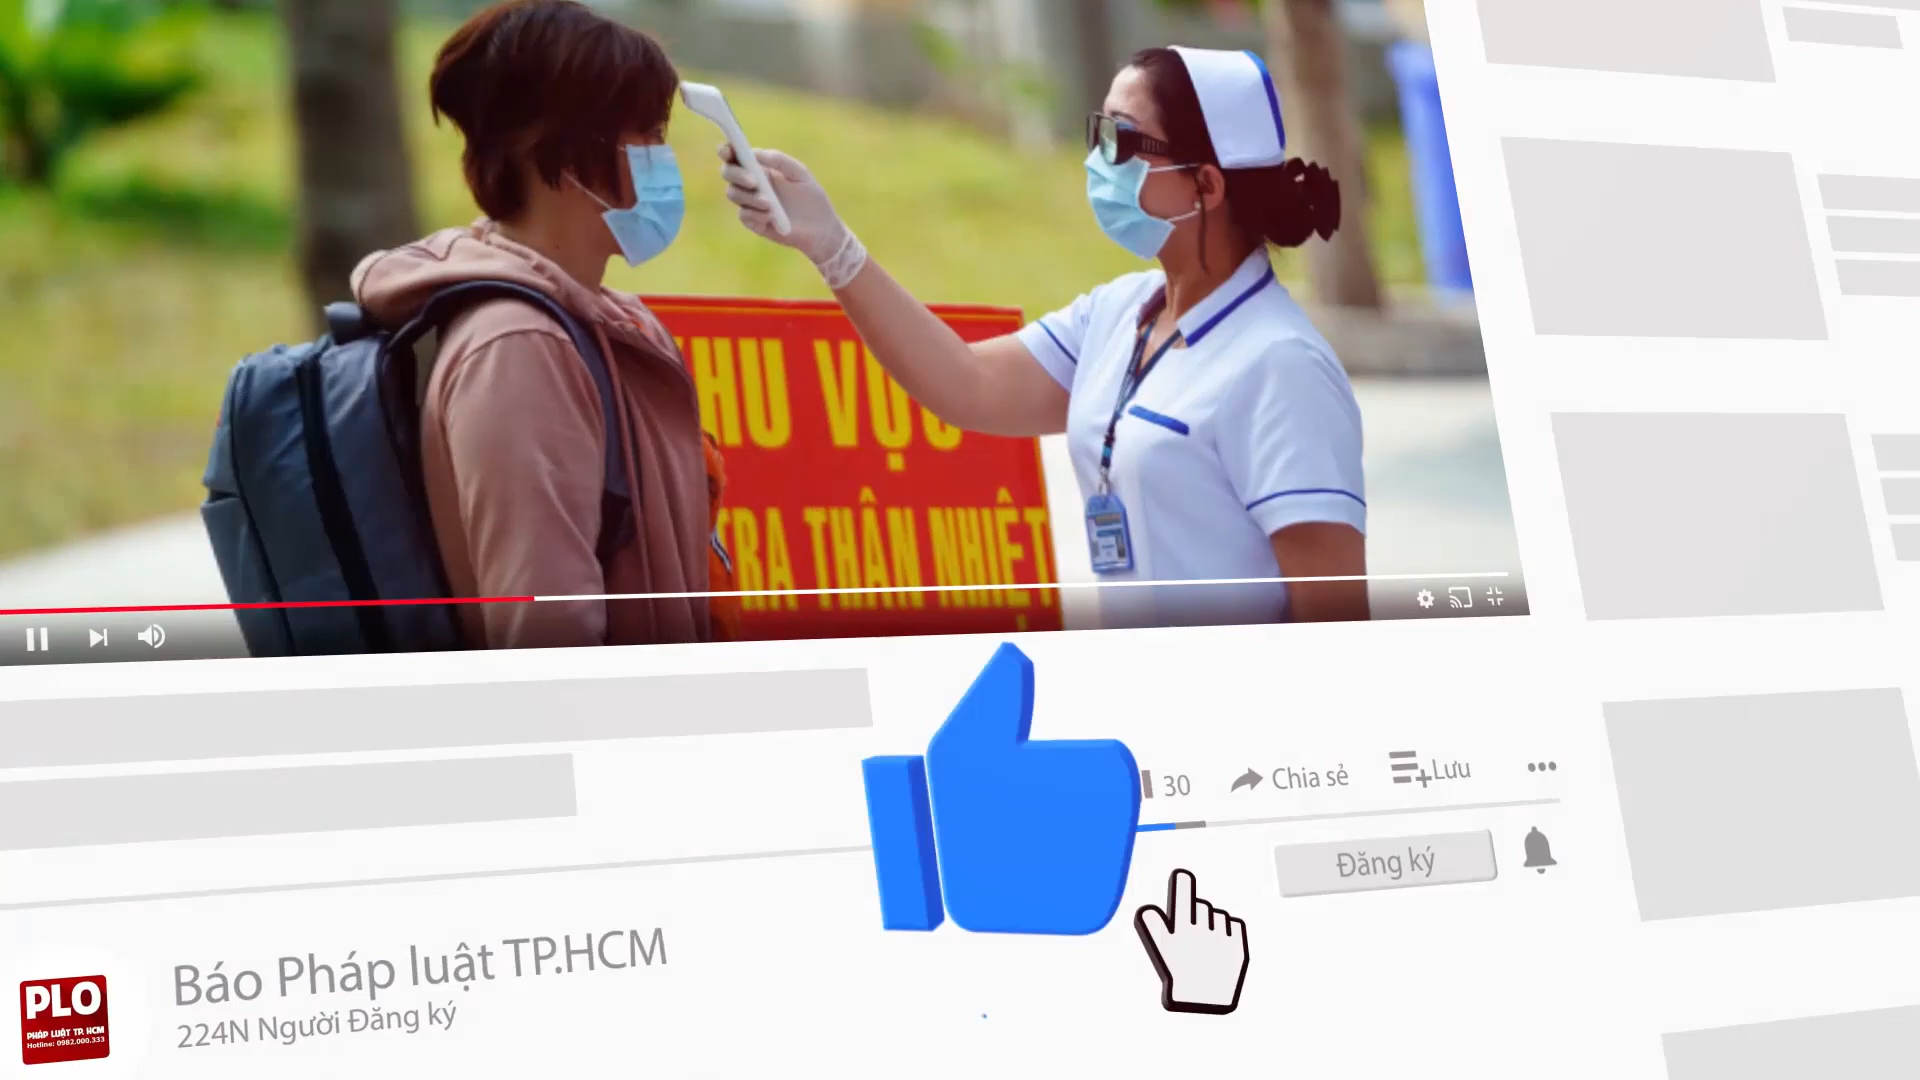 HU VỰC
TRA THÂN NHIỆT
30
Chia sẻ
Lưu
Đăng ký
Báo Pháp luật TP.HCM
224N Người Đăng ký
PLO
PHÁP LUẬT TP. HCM
Hotline: 0982.000.333